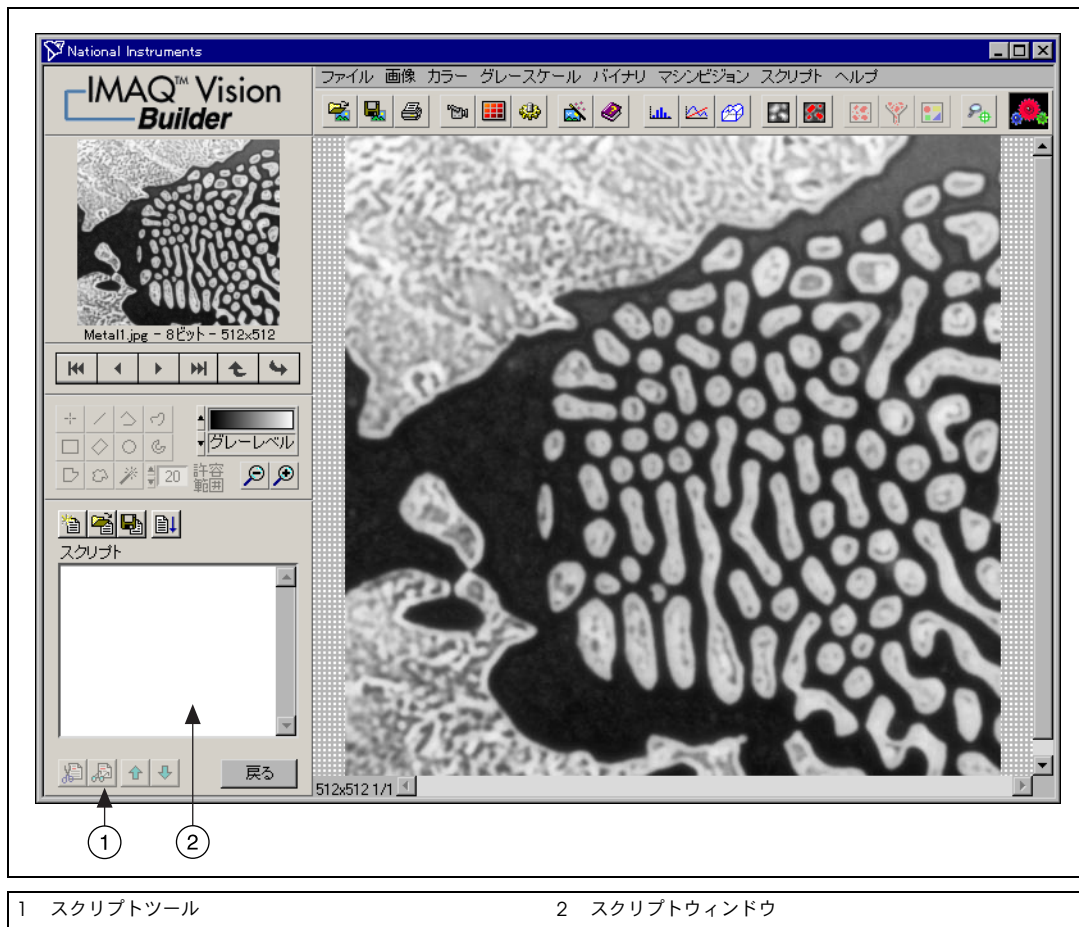 National Instruments
IMAQ™ Vision
Builder
ファイル 画像 カラー グレースケール バイナリ マシンビジョン スクリプト ヘルプ
Metal1.jpg - 8ビット - 512x512
グレーレベル
20 許容範囲
スクリプト
戻る
512x512 1/1
1 2
1 スクリプトツール 2 スクリプトウィンドウ